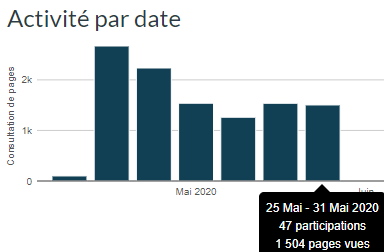 Activité par date
Consultation de pages
2k
1k
0
Mai 2020
Juin
25 Mai - 31 Mai 2020
47 participations
1 504 pages vues